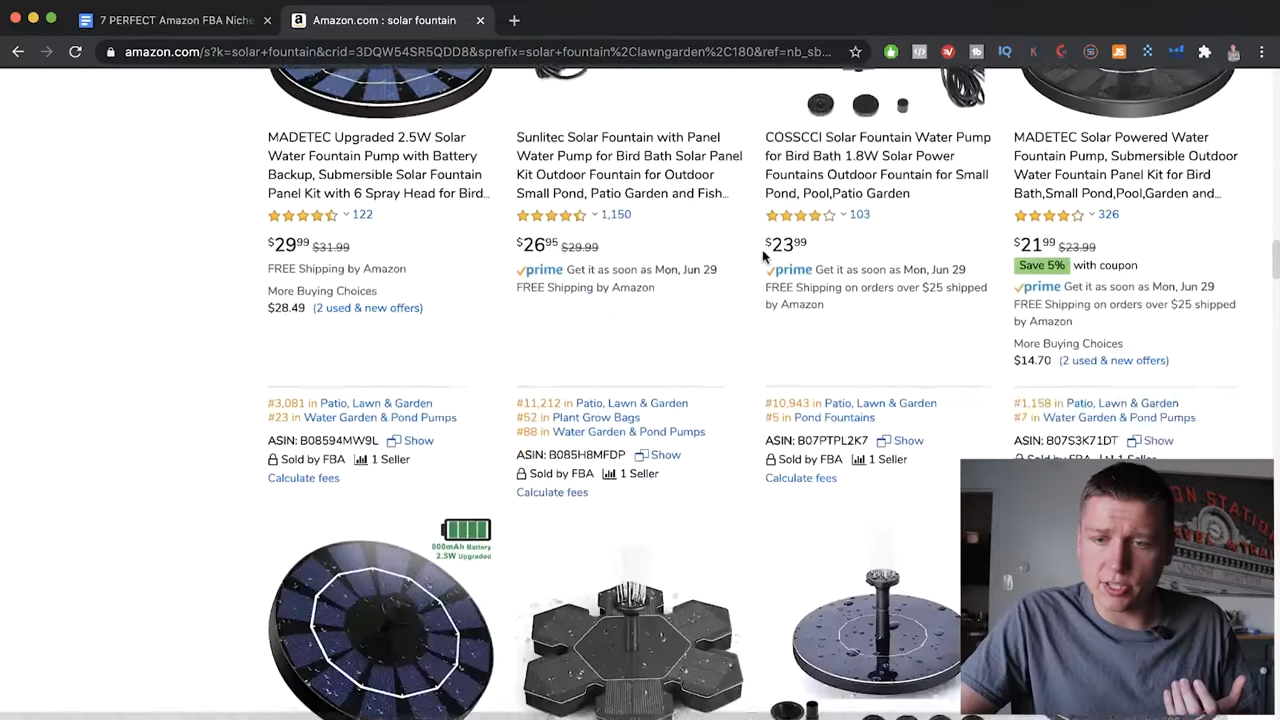 7 PERFECT Amazon FBA Niche
Amazon.com : solar fountain
amazon.com/s?k=solar+fountain&crid=3DQW54SR5QDD8&sprefix=solar+fountain%2Clawngarden%2C180&ref=nb_sb...
MADETEC Upgraded 2.5W Solar
Water Fountain Pump with Battery
Backup, Submersible Solar Fountain
Panel Kit with 6 Spray Head for Bird...
122
$29.99 $31.99
FREE Shipping by Amazon
More Buying Choices
$28.49 (2 used & new offers)
#3,081 in Patio, Lawn & Garden
#23 in Water Garden & Pond Pumps
ASIN: B08594MW9L Show
Sold by FBA 1 Seller
Calculate fees
Sunlitec Solar Fountain with Panel
Water Pump for Bird Bath Solar Panel
Kit Outdoor Fountain for Outdoor
Small Pond, Patio Garden and Fish...
1,150
$26.95 $29.99
prime Get it as soon as Mon, Jun 29
FREE Shipping by Amazon
#11,212 in Patio, Lawn & Garden
#52 in Plant Grow Bags
#88 in Water Garden & Pond Pumps
ASIN: B085H8MFDP Show
Sold by FBA 1 Seller
Calculate fees
COSSCCI Solar Fountain Water Pump
for Bird Bath 1.8W Solar Power
Fountains Outdoor Fountain for Small
Pond, Pool,Patio Garden
103
$23.99
prime Get it as soon as Mon, Jun 29
FREE Shipping on orders over $25 shipped
by Amazon
#10,943 in Patio, Lawn & Garden
#5 in Pond Fountains
ASIN: B07PTPL2K7 Show
Sold by FBA 1 Seller
Calculate fees
MADETEC Solar Powered Water
Fountain Pump, Submersible Outdoor
Water Fountain Panel Kit for Bird
Bath,Small Pond,Pool,Garden and...
326
$21.99 $23.99
Save 5% with coupon
prime Get it as soon as Mon, Jun 29
FREE Shipping on orders over $25 shipped
by Amazon
More Buying Choices
$14.70 (2 used & new offers)
#1,158 in Patio, Lawn & Garden
#7 in Water Garden & Pond Pumps
ASIN: B07S3K71DT Show
Sold by FBA 1 Seller
800mAh Battery
2.5W Upgraded
ON STATION